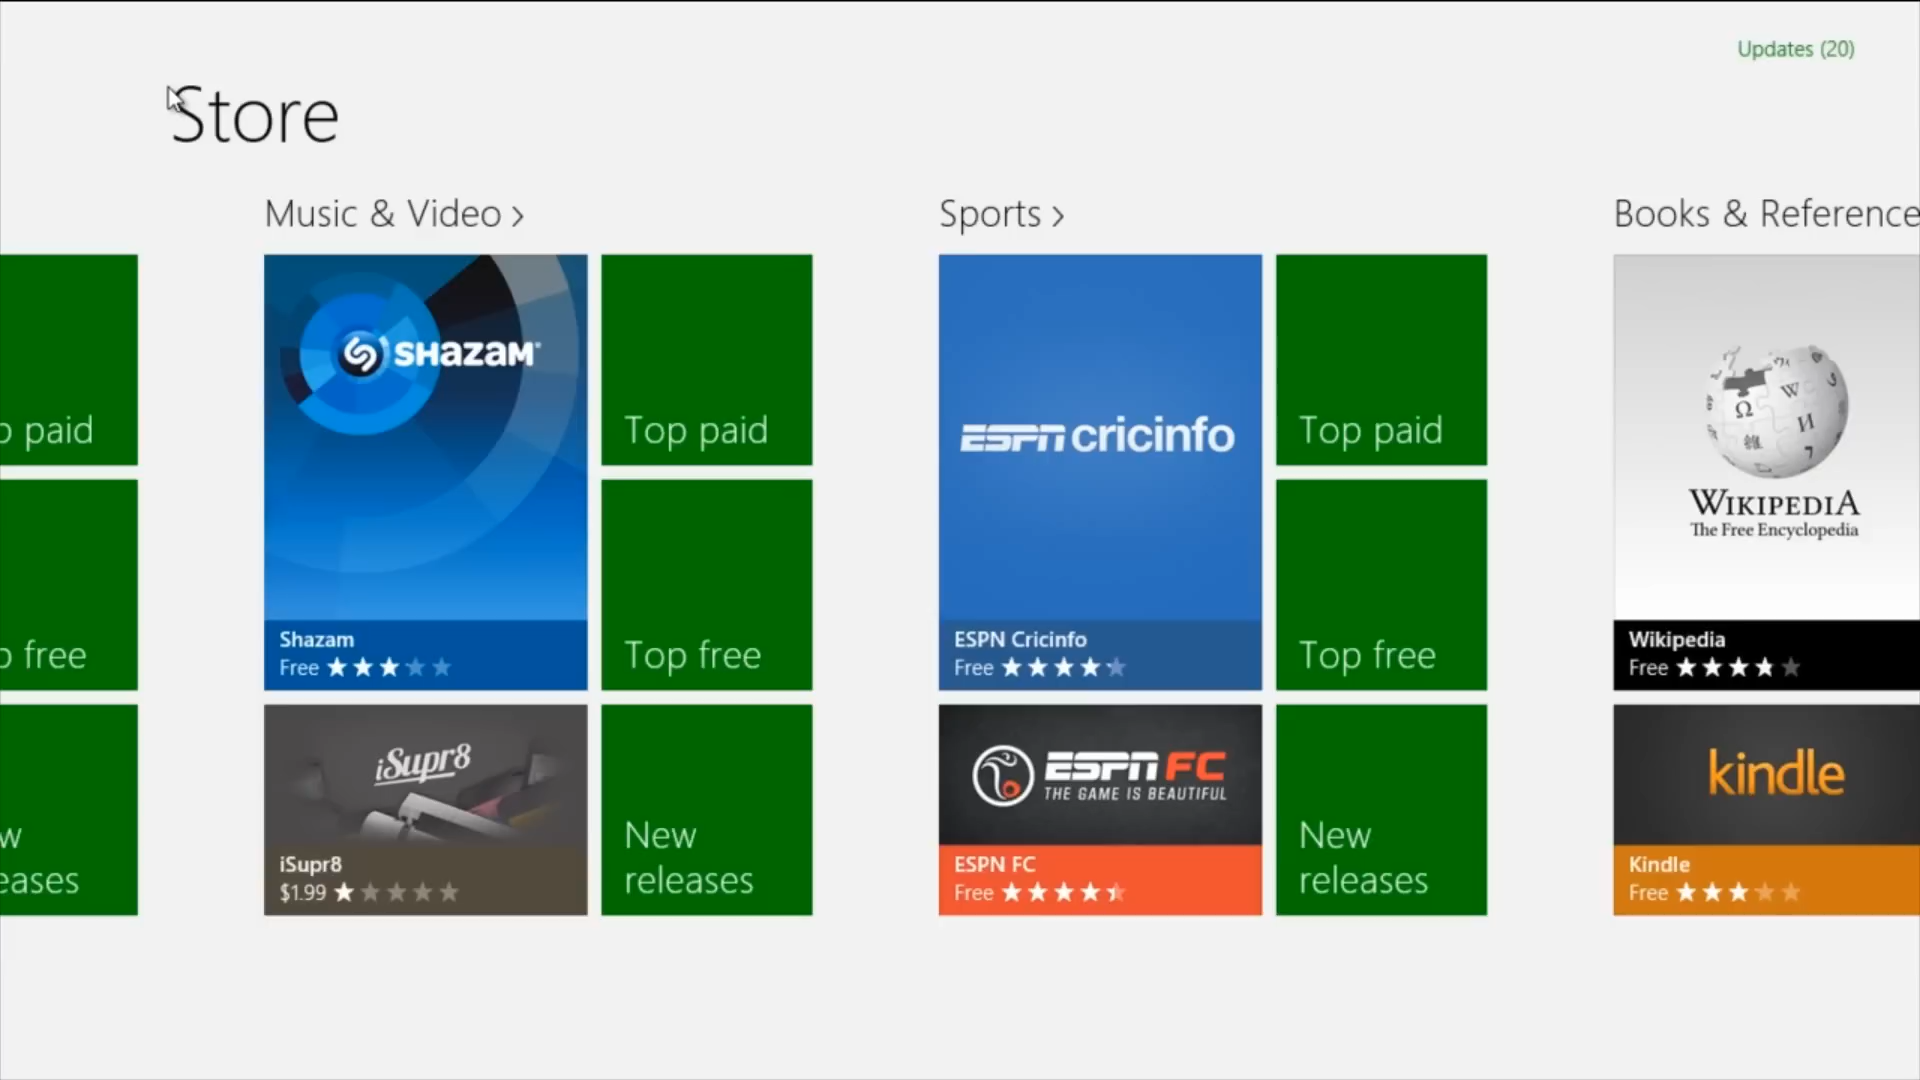 Updates (20)
Store
Music & Video >
Sports >
Books & Reference
p paid
p free
w
eases
SHAZAM
Shazam
Free
Top paid
Top free
iSupr8
iSupr8
$1.99
New
releases
ESPN cricinfo
ESPN Cricinfo
Free
Top paid
Top free
ESPN FC
THE GAME IS BEAUTIFUL
ESPN FC
Free
New
releases
WIKIPEDIA
The Free Encyclopedia
Wikipedia
Free
kindle
Kindle
Free